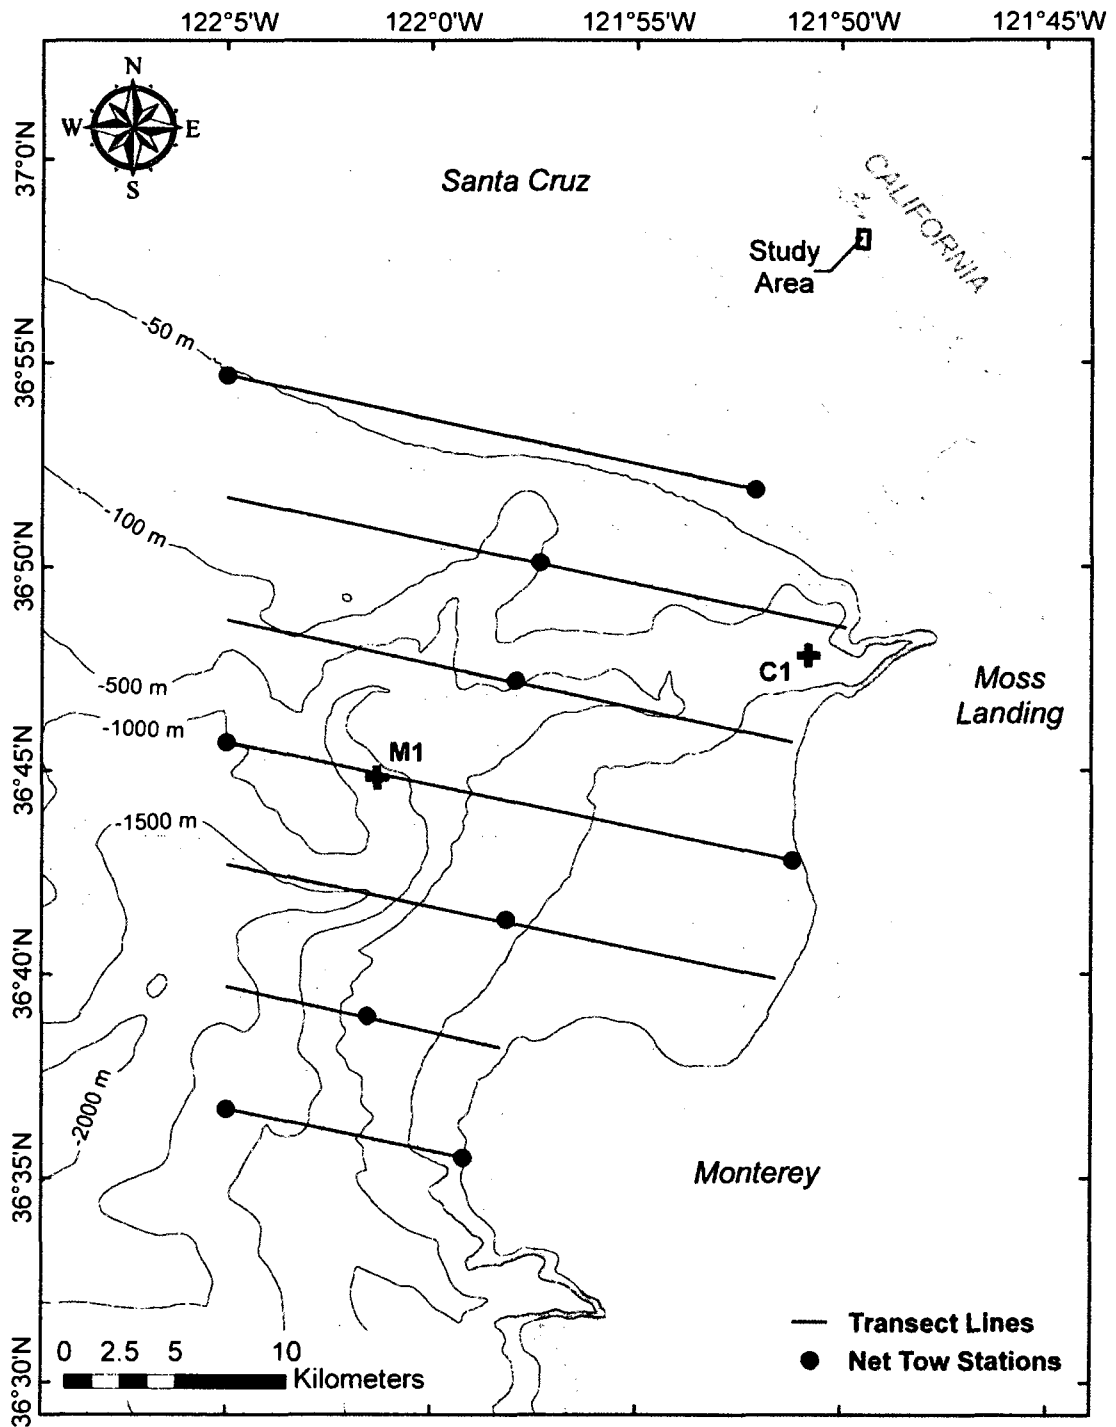 122°5'W 122°0'W 121°55'W 121°50'W 121°45'W
N
W E
S
37°0'N
Santa Cruz
CALIFORNIA
Study
Area
-50 m
36°55'N
-100 m
36°50'N
C1
Moss
Landing
-500 m
-1000 m
M1
36°45'N
-1500 m
36°40'N
-2000 m
36°35'N
Monterey
Transect Lines
Net Tow Stations
0 2.5 5 10
Kilometers
36°30'N